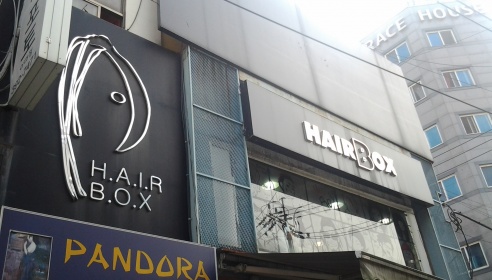 H.A.I.R
B.O.X
HAIRBOX
PANDORA
RACE HOUSE